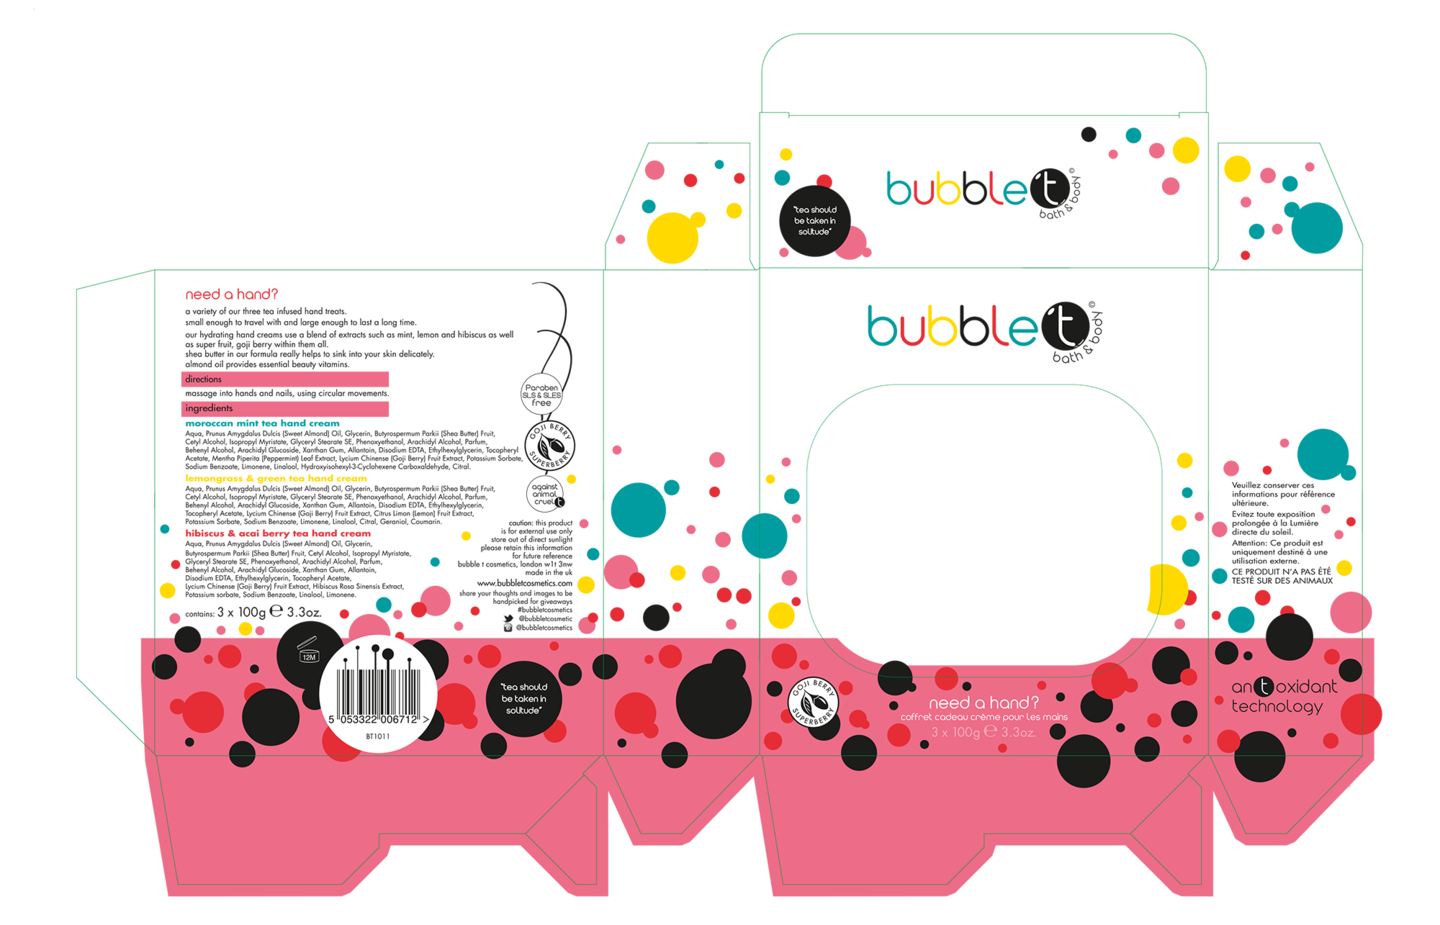 bubble t ©
bath & body
"tea should
be taken in
solitude"
bubble t ©
bath & body
need a hand?
a variety of our three tea infused hand treats.
small enough to travel with and large enough to last a long time.
our hydrating hand creams use a blend of extracts such as mint, lemon and hibiscus as well
as super fruit, goji berry within them all.
shea butter in our formula really helps to sink into your skin delicately.
almond oil provides essential beauty vitamins.
directions
massage into hands and nails, using circular movements.
ingredients
moroccan mint tea hand cream
Aqua, Prunus Amygdalus Dulcis (Sweet Almond) Oil, Glycerin, Butyrospermum Parkii (Shea Butter) Fruit,
Cetyl Alcohol, Isopropyl Myristate, Glyceryl Stearate SE, Phenoxyethanol, Arachidyl Alcohol, Parfum,
Behenyl Alcohol, Arachidyl Glucoside, Xanthan Gum, Allantoin, Disodium EDTA, Ethylhexylglycerin, Tocopheryl
Acetate, Mentha Piperita (Peppermint) Leaf Extract, Lycium Chinense (Goji Berry) Fruit Extract, Potassium Sorbate,
Sodium Benzoate, Limonene, Linalool, Hydroxyisohexyl-3-Cyclohexene Carboxaldehyde, Citral.
lemongrass & green tea hand cream
Aqua, Prunus Amygdalus Dulcis (Sweet Almond) Oil, Glycerin, Butyrospermum Parkii (Shea Butter) Fruit,
Cetyl Alcohol, Isopropyl Myristate, Glyceryl Stearate SE, Phenoxyethanol, Arachidyl Alcohol, Parfum,
Behenyl Alcohol, Arachidyl Glucoside, Xanthan Gum, Allantoin, Disodium EDTA, Ethylhexylglycerin,
Tocopheryl Acetate, Lycium Chinense (Goji Berry) Fruit Extract, Citrus Limon (Lemon) Fruit Extract,
Potassium Sorbate, Sodium Benzoate, Limonene, Linalool, Citral, Geraniol, Coumarin.
hibiscus & acai berry tea hand cream
Aqua, Prunus Amygdalus Dulcis (Sweet Almond) Oil, Glycerin,
Butyrospermum Parkii (Shea Butter) Fruit, Cetyl Alcohol, Isopropyl Myristate,
Glyceryl Stearate SE, Phenoxyethanol, Arachidyl Alcohol, Parfum,
Behenyl Alcohol, Arachidyl Glucoside, Xanthan Gum, Allantoin,
Disodium EDTA, Ethylhexylglycerin, Tocopheryl Acetate,
Lycium Chinense (Goji Berry) Fruit Extract, Hibiscus Rosa Sinensis Extract,
Potassium sorbate, Sodium Benzoate, Linalool, Limonene.
contains: 3 x 100g ℮ 3.3oz.
Paraben
SLS & SLES
free
GOJI BERRY
SUPERBERRY
against
animal
cruelt
caution: this product
is for external use only
store out of direct sunlight
please retain this information
for future reference
bubble t cosmetics, london w1t 3nw
made in the uk
www.bubbletcosmetics.com
share your thoughts and images to be
handpicked for giveaways
#bubbletcosmetics
@bubbletcosmetic
@bubbletcosmetics
12M
5 053322 006712 >
BT1011
"tea should
be taken in
solitude"
GOJI BERRY
SUPERBERRY
need a hand?
coffret cadeau crème pour les mains
3 x 100g ℮ 3.3oz.
Veuillez conserver ces
informations pour référence
ultérieure.
Evitez toute exposition
prolongée à la Lumière
directe du soleil.
Attention: Ce produit est
uniquement destiné à une
utilisation externe.
CE PRODUIT N'A PAS ÉTÉ
TESTÉ SUR DES ANIMAUX
antoxidant
technology